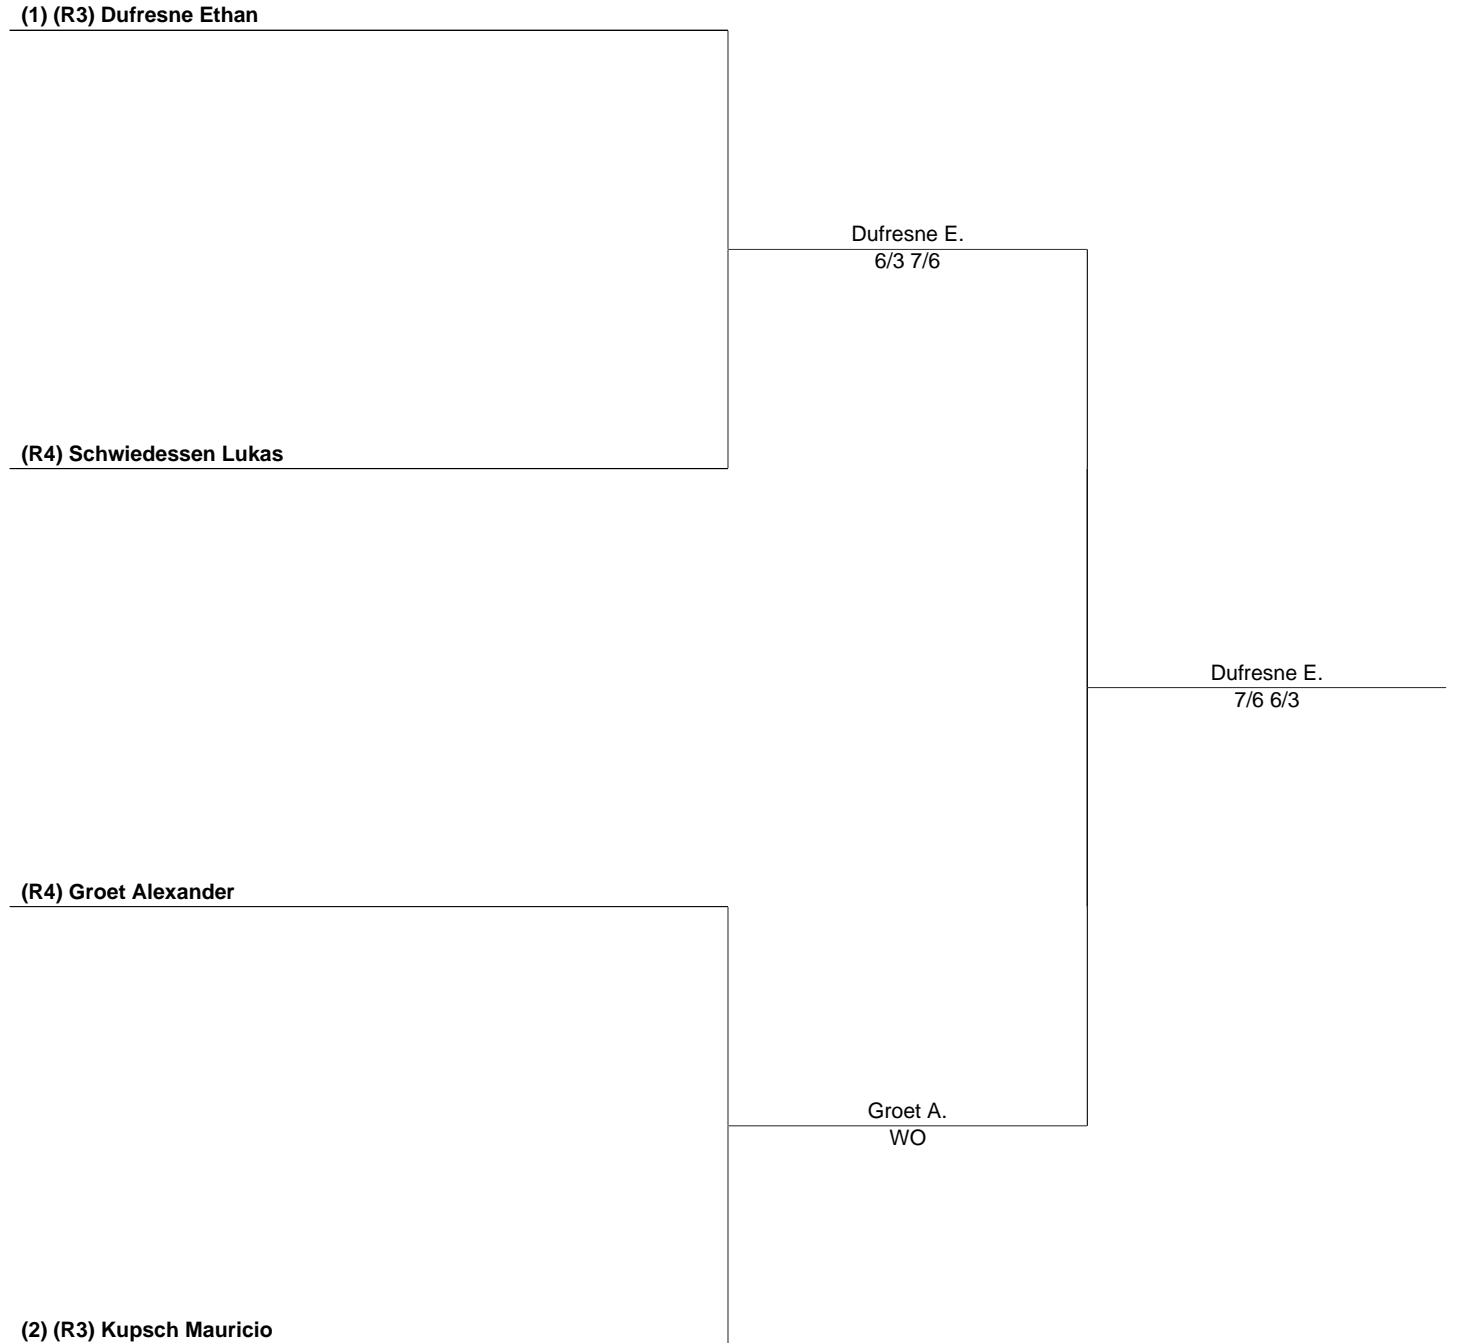 (1) (R3) Dufresne Ethan
Dufresne E.
6/3 7/6
(R4) Schwiedessen Lukas
Dufresne E.
7/6 6/3
(R4) Groet Alexander
Groet A.
WO
(2) (R3) Kupsch Mauricio